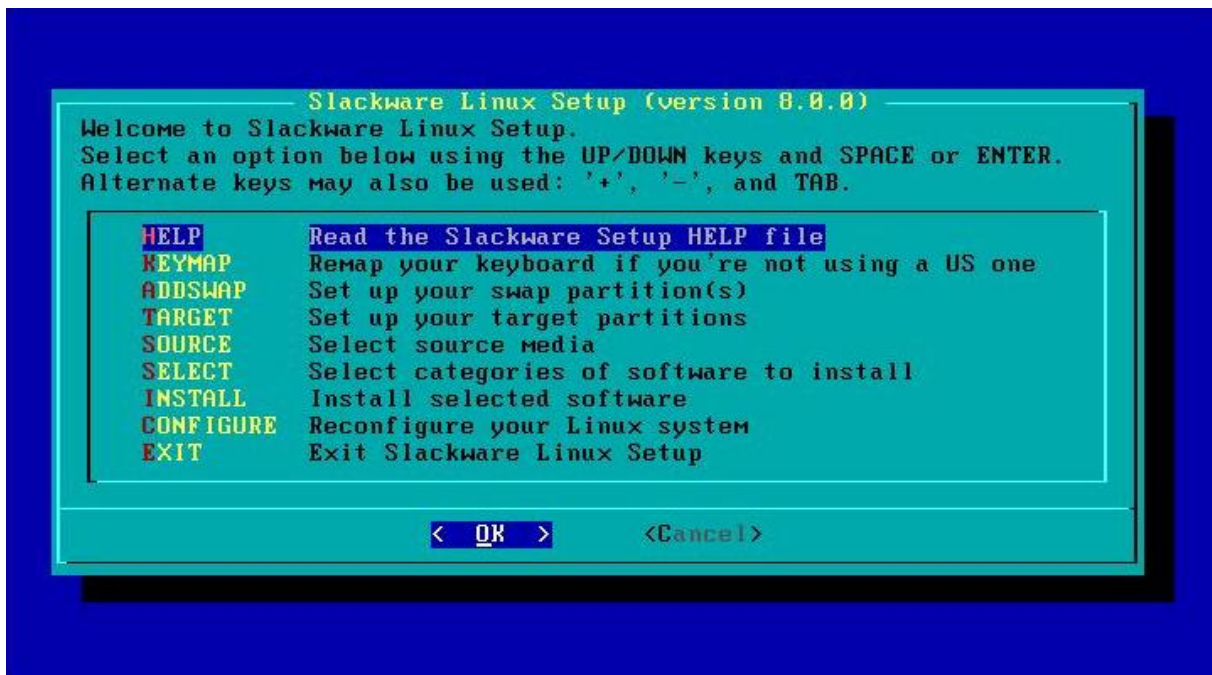 Slackware Linux Setup (version 8.0.0)
Welcome to Slackware Linux Setup.
Select an option below using the UP/DOWN keys and SPACE or ENTER.
Alternate keys may also be used: '+', '-', and TAB.
HELP Read the Slackware Setup HELP file
KEYMAP Remap your keyboard if you're not using a US one
ADDSWAP Set up your swap partition(s)
TARGET Set up your target partitions
SOURCE Select source media
SELECT Select categories of software to install
INSTALL Install selected software
CONFIGURE Reconfigure your Linux system
EXIT Exit Slackware Linux Setup
< OK > <Cancel>